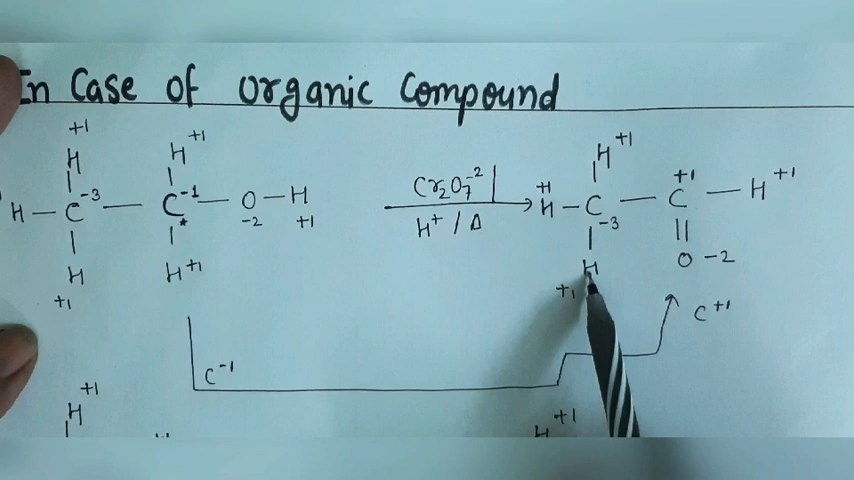 In Case of organic Compound
+1 +1 +1
H H H
H — C -3 — C -1 — O — H Cr2O7 -2 | H — C — C — H +1
* -2 +1 H+ / Δ +1 -3 +1
H H +1 H O -2
+1 +1
C -1 C +1
+1 +1
H H